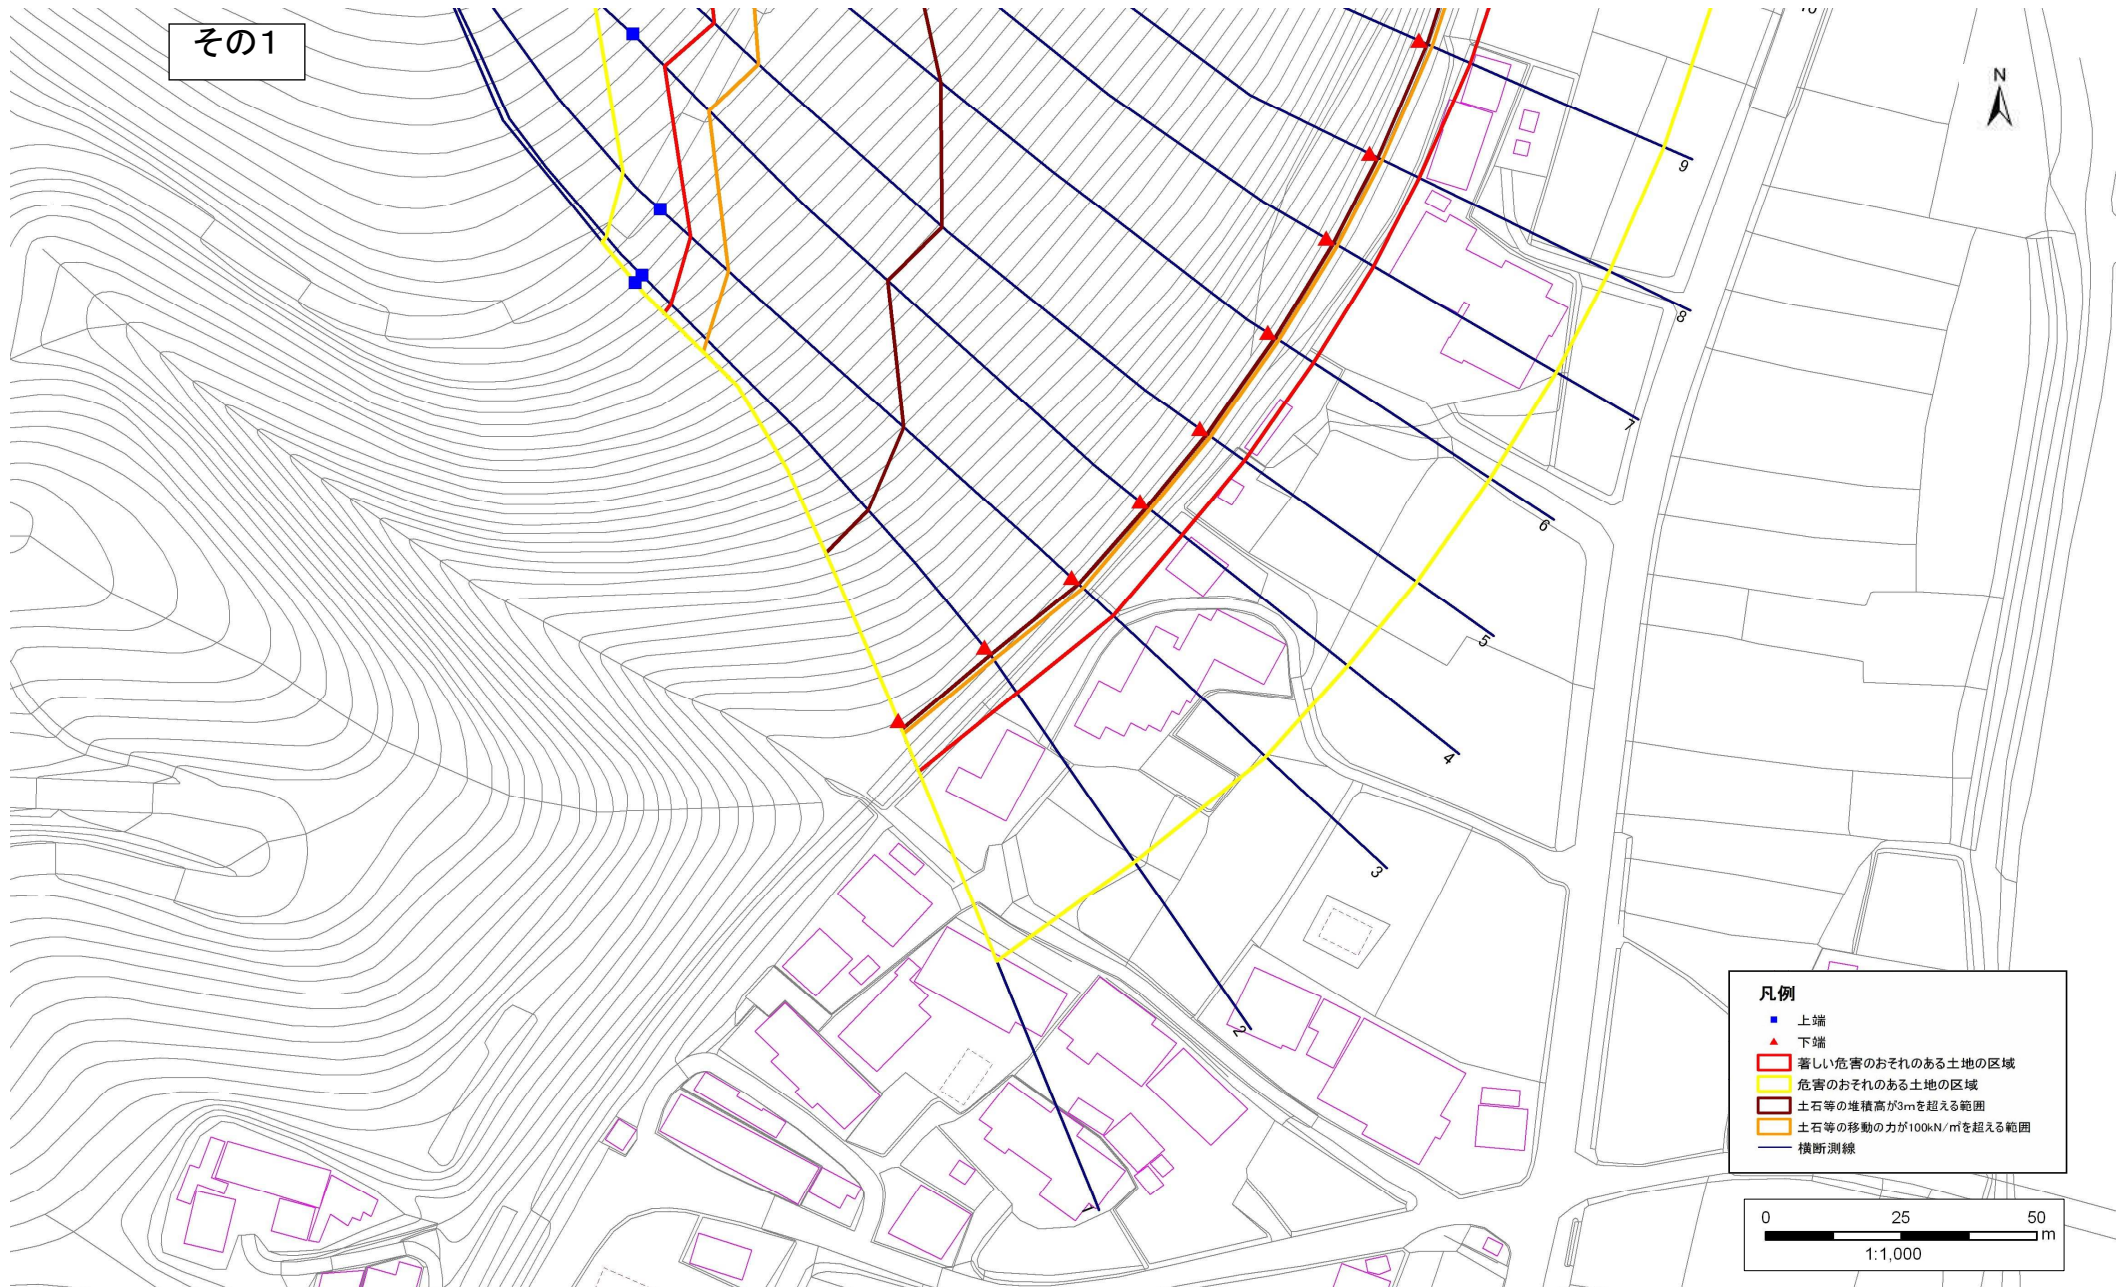 その1
10
N
9
8
7
6
5
4
3
2
1
凡例
上端
下端
著しい危害のおそれのある土地の区域
危害のおそれのある土地の区域
土石等の堆積高が3mを超える範囲
土石等の移動の力が100kN/㎡を超える範囲
横断測線
0 25 50
m
1:1,000